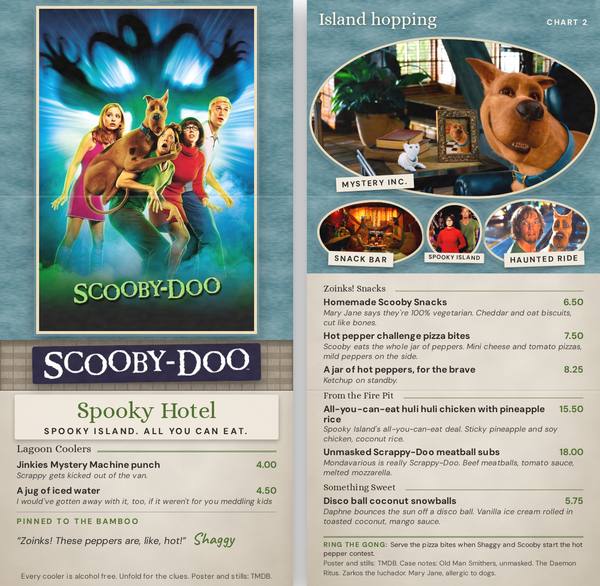 SCOOBY-DOO
SCOOBY-DOO
Spooky Hotel
SPOOKY ISLAND. ALL YOU CAN EAT.
Lagoon Coolers
Jinkies Mystery Machine punch 4.00
Scrappy gets kicked out of the van.
A jug of iced water 4.50
I would've gotten away with it, too, if it weren't for you meddling kids
PINNED TO THE BAMBOO
"Zoinks! These peppers are, like, hot!" Shaggy
Every cooler is alcohol free. Unfold for the clues. Poster and stills: TMDB.
Island hopping
CHART 2
MYSTERY INC.
SNACK BAR
SPOOKY ISLAND
HAUNTED RIDE
Zoinks! Snacks
Homemade Scooby Snacks 6.50
Mary Jane says they're 100% vegetarian. Cheddar and oat biscuits,
cut like bones.
Hot pepper challenge pizza bites 7.50
Scooby eats the whole jar of peppers. Mini cheese and tomato pizzas,
mild peppers on the side.
A jar of hot peppers, for the brave 8.25
Ketchup on standby.
From the Fire Pit
All-you-can-eat huli huli chicken with pineapple 15.50
rice
Spooky Island's all-you-can-eat deal. Sticky pineapple and soy
chicken, coconut rice.
Unmasked Scrappy-Doo meatball subs 18.00
Mondavarious is really Scrappy-Doo. Beef meatballs, tomato sauce,
melted mozzarella.
Something Sweet
Disco ball coconut snowballs 5.75
Daphne bounces the sun off a disco ball. Vanilla ice cream rolled in
toasted coconut, mango sauce.
RING THE GONG: Serve the pizza bites when Shaggy and Scooby start the hot
pepper contest.
Poster and stills: TMDB. Case notes: Old Man Smithers, unmasked. The Daemon
Ritus. Zarkos the luchador. Mary Jane, allergic to dogs.